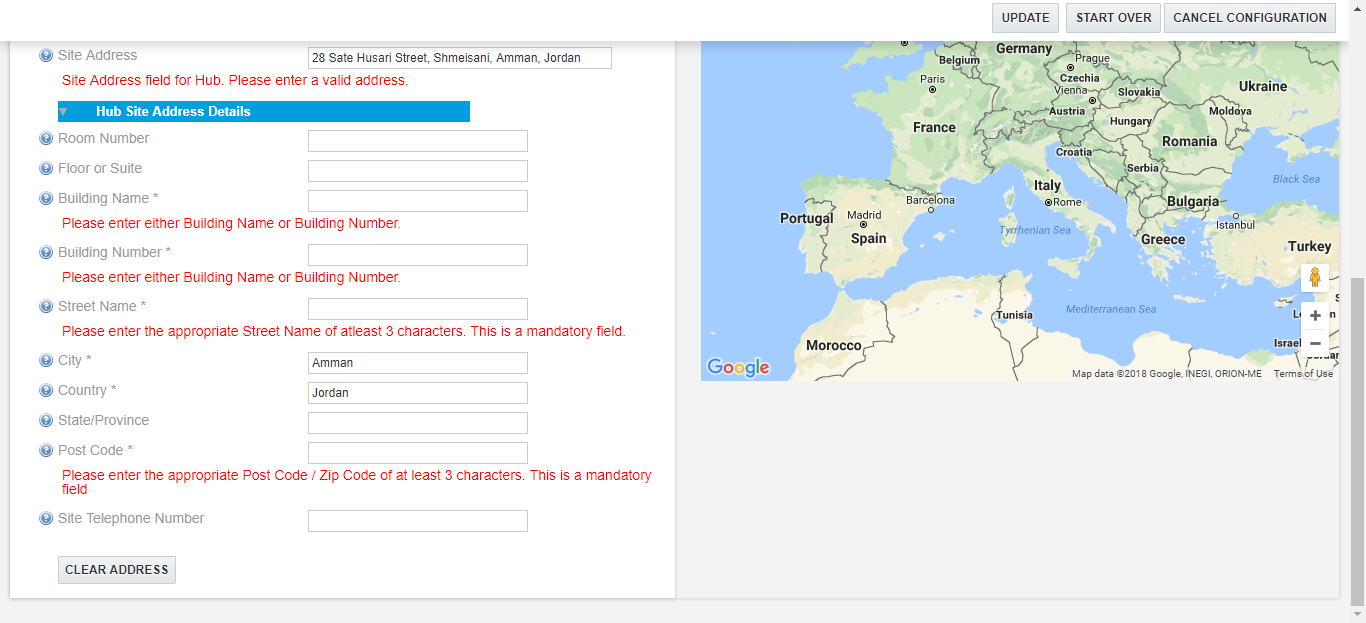 UPDATE START OVER CANCEL CONFIGURATION
Site Address 28 Sate Husari Street, Shmeisani, Amman, Jordan
Site Address field for Hub. Please enter a valid address.
Hub Site Address Details
Room Number
Floor or Suite
Building Name *
Please enter either Building Name or Building Number.
Building Number *
Please enter either Building Name or Building Number.
Street Name *
Please enter the appropriate Street Name of atleast 3 characters. This is a mandatory field.
City * Amman
Country * Jordan
State/Province
Post Code *
Please enter the appropriate Post Code / Zip Code of at least 3 characters. This is a mandatory
field
Site Telephone Number
CLEAR ADDRESS
Germany
Belgium
Prague
Czechia
Paris
Vienna
Slovakia
Ukraine
Austria
Hungary
Moldova
France
Romania
Croatia
Serbia
Black Sea
Italy
Barcelona
Rome
Bulgaria
Portugal
Madrid
Istanbul
Spain
Tyrrhenian Sea
Greece
Turkey
Tunisia
Mediterranean Sea
Morocco
Israel
Google
Map data ©2018 Google, INEGI, ORION-ME Terms of Use